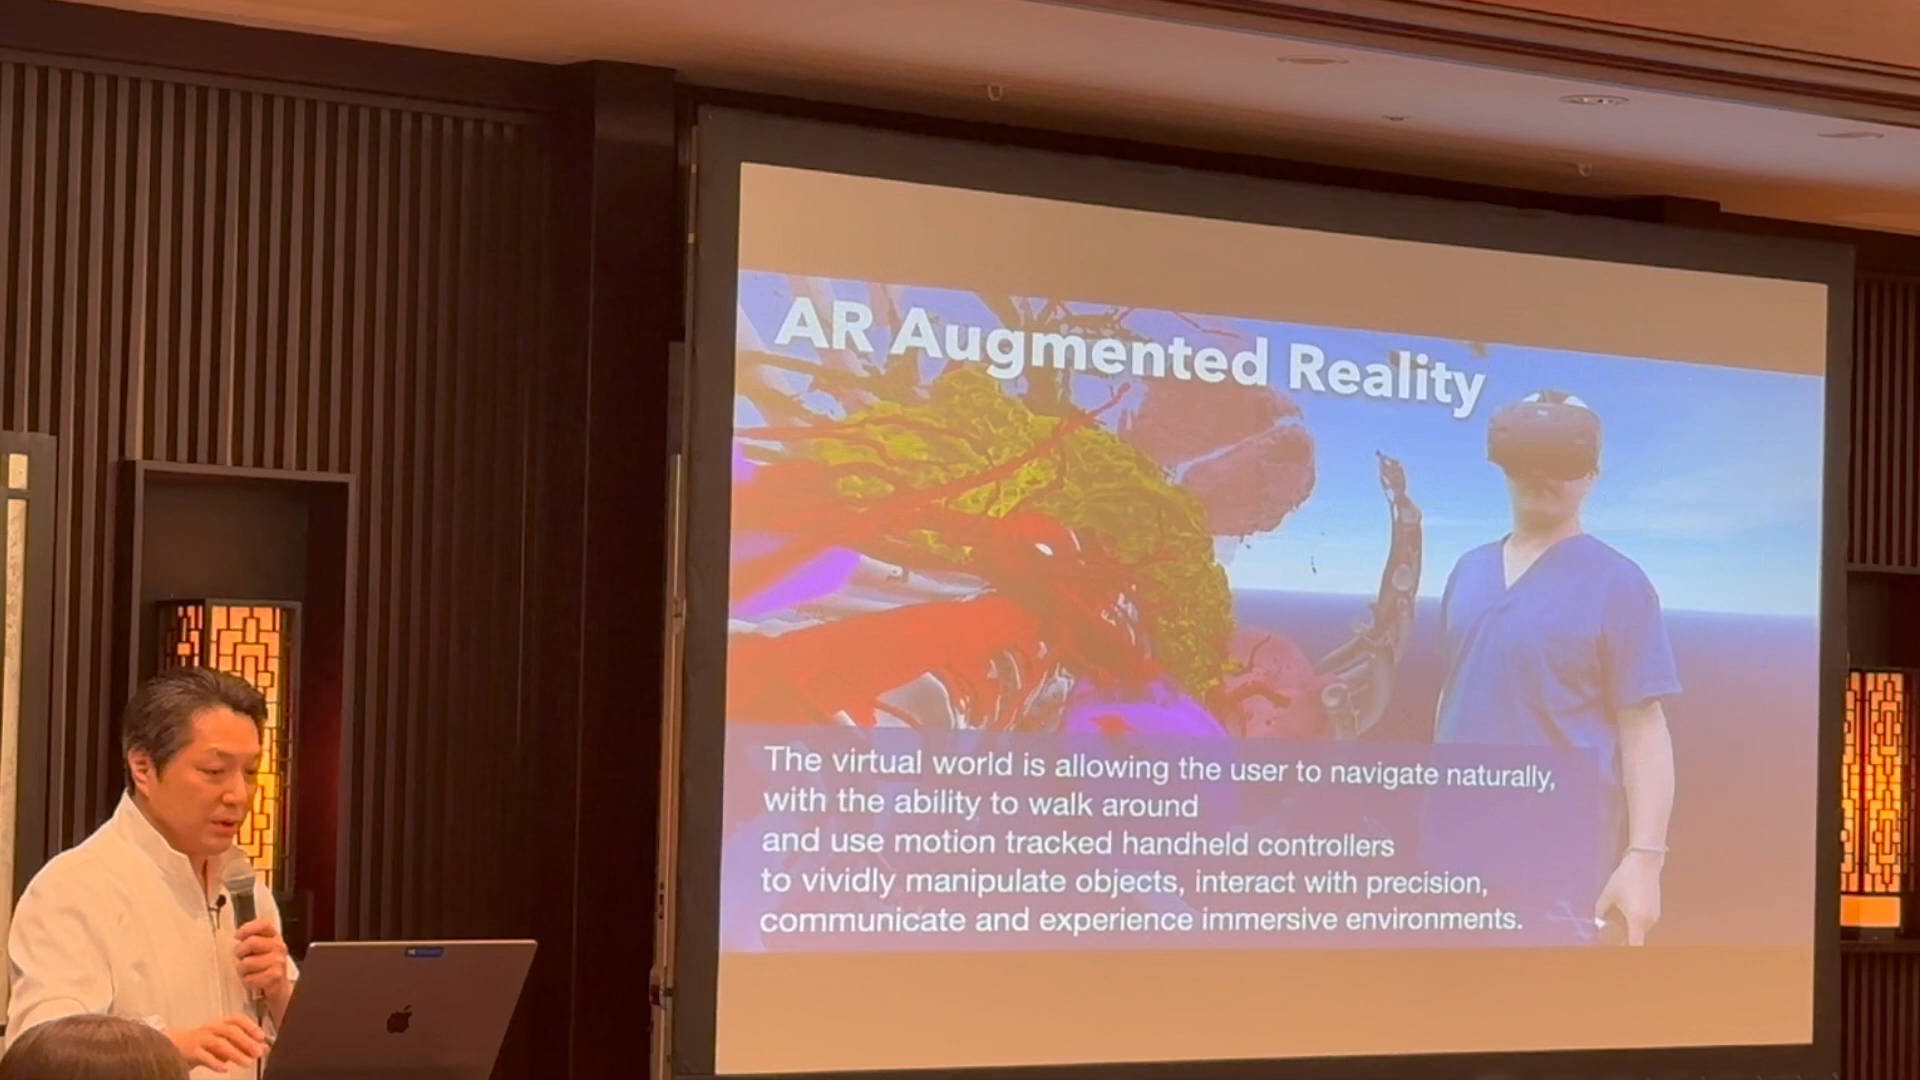 AR Augmented Reality
The virtual world is allowing the user to navigate naturally,
with the ability to walk around
and use motion tracked handheld controllers
to vividly manipulate objects, interact with precision,
communicate and experience immersive environments.